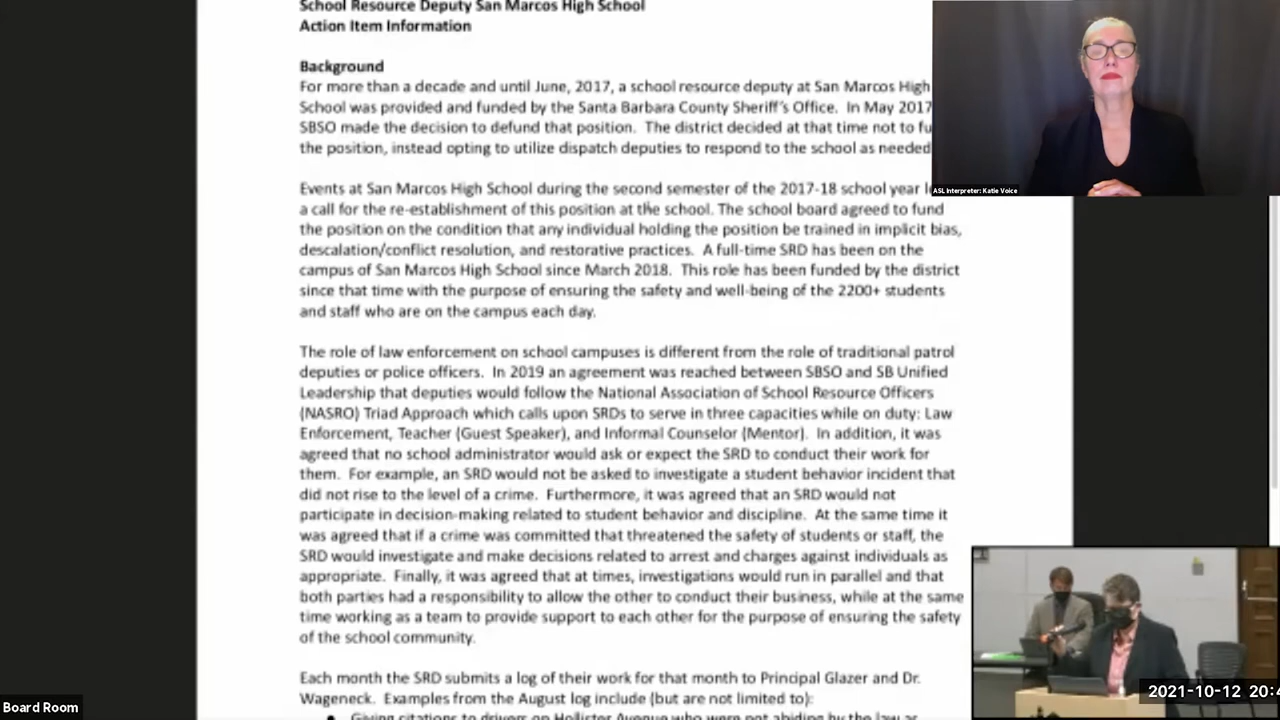 School Resource Deputy San Marcos High School
Action Item Information
Background
For more than a decade and until June, 2017, a school resource deputy at San Marcos High
School was provided and funded by the Santa Barbara County Sheriff's Office. In May 2017
SBSO made the decision to defund that position. The district decided at that time not to fu
the position, instead opting to utilize dispatch deputies to respond to the school as needed
Events at San Marcos High School during the second semester of the 2017-18 school year l
a call for the re-establishment of this position at the school. The school board agreed to fund
the position on the condition that any individual holding the position be trained in implicit bias,
descalation/conflict resolution, and restorative practices. A full-time SRD has been on the
campus of San Marcos High School since March 2018. This role has been funded by the district
since that time with the purpose of ensuring the safety and well-being of the 2200+ students
and staff who are on the campus each day.
The role of law enforcement on school campuses is different from the role of traditional patrol
deputies or police officers. In 2019 an agreement was reached between SBSO and SB Unified
Leadership that deputies would follow the National Association of School Resource Officers
(NASRO) Triad Approach which calls upon SRDs to serve in three capacities while on duty: Law
Enforcement, Teacher (Guest Speaker), and Informal Counselor (Mentor). In addition, it was
agreed that no school administrator would ask or expect the SRD to conduct their work for
them. For example, an SRD would not be asked to investigate a student behavior incident that
did not rise to the level of a crime. Furthermore, it was agreed that an SRD would not
participate in decision-making related to student behavior and discipline. At the same time it
was agreed that if a crime was committed that threatened the safety of students or staff, the
SRD would investigate and make decisions related to arrest and charges against individuals as
appropriate. Finally, it was agreed that at times, investigations would run in parallel and that
both parties had a responsibility to allow the other to conduct their business, while at the same
time working as a team to provide support to each other for the purpose of ensuring the safety
of the school community.
Each month the SRD submits a log of their work for that month to Principal Glazer and Dr.
Wageneck. Examples from the August log include (but are not limited to):
• Giving citations to drivers on Hollister Avenue who were not abiding by the law or
ASL Interpreter: Katie Voice
Board Room
2021-10-12 20:4